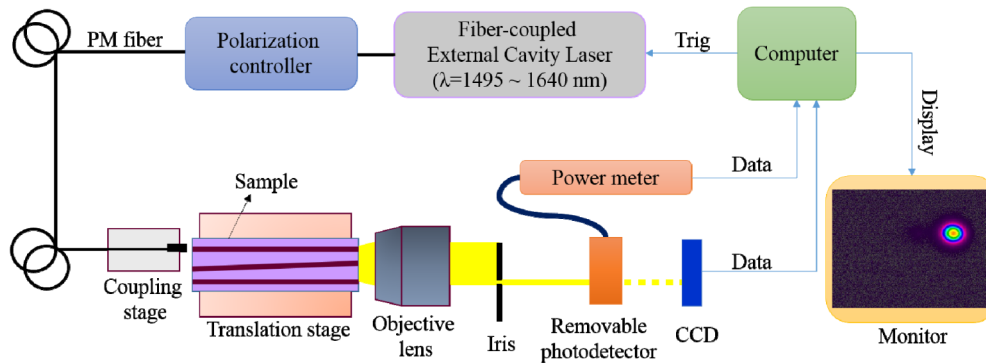 PM fiber
Polarization
controller
Fiber-coupled
External Cavity Laser
(λ=1495 ~ 1640 nm)
Trig
Computer
Display
Sample
Power meter
Data
Data
Coupling
stage
Translation stage
Objective
lens
Iris
Removable
photodetector
CCD
Monitor